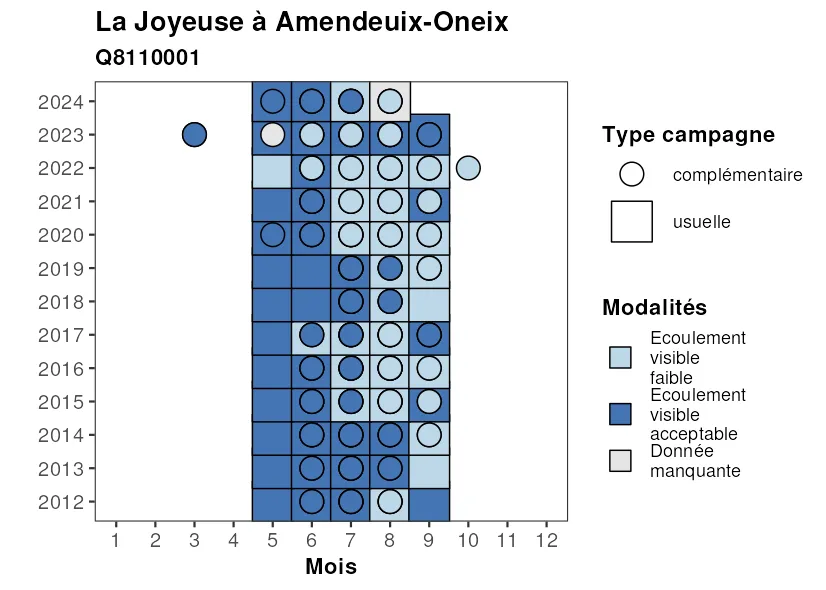 La Joyeuse à Amendeuix-Oneix
Q8110001
2024
2023
2022
2021
2020
2019
2018
2017
2016
2015
2014
2013
2012
1 2 3 4 5 6 7 8 9 10 11 12
Mois
Type campagne
complémentaire
usuelle
Modalités
Ecoulement
visible
faible
Ecoulement
visible
acceptable
Donnée
manquante